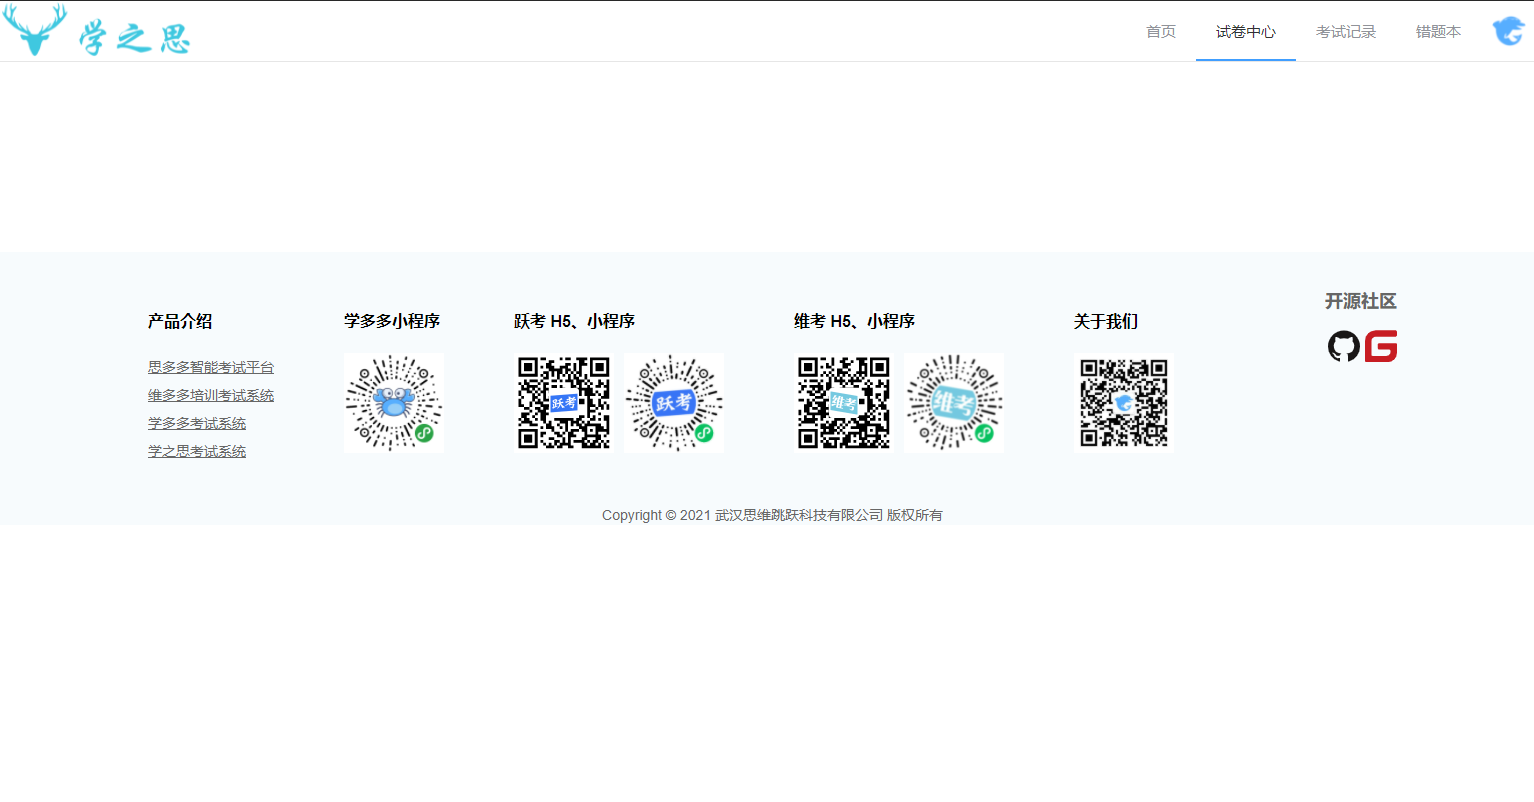 学之思
首页
试卷中心
考试记录
错题本
产品介绍
思多多智能考试平台
维多多培训考试系统
学多多考试系统
学之思考试系统
学多多小程序
跃考 H5、小程序
跃考
跃考
维考 H5、小程序
维考
维考
关于我们
开源社区
Copyright © 2021 武汉思维跳跃科技有限公司 版权所有